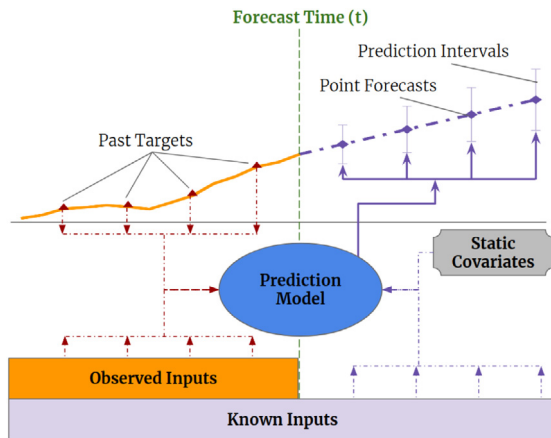 Forecast Time (t)
Prediction Intervals
Point Forecasts
Past Targets
Static
Covariates
Prediction
Model
Observed Inputs
Known Inputs